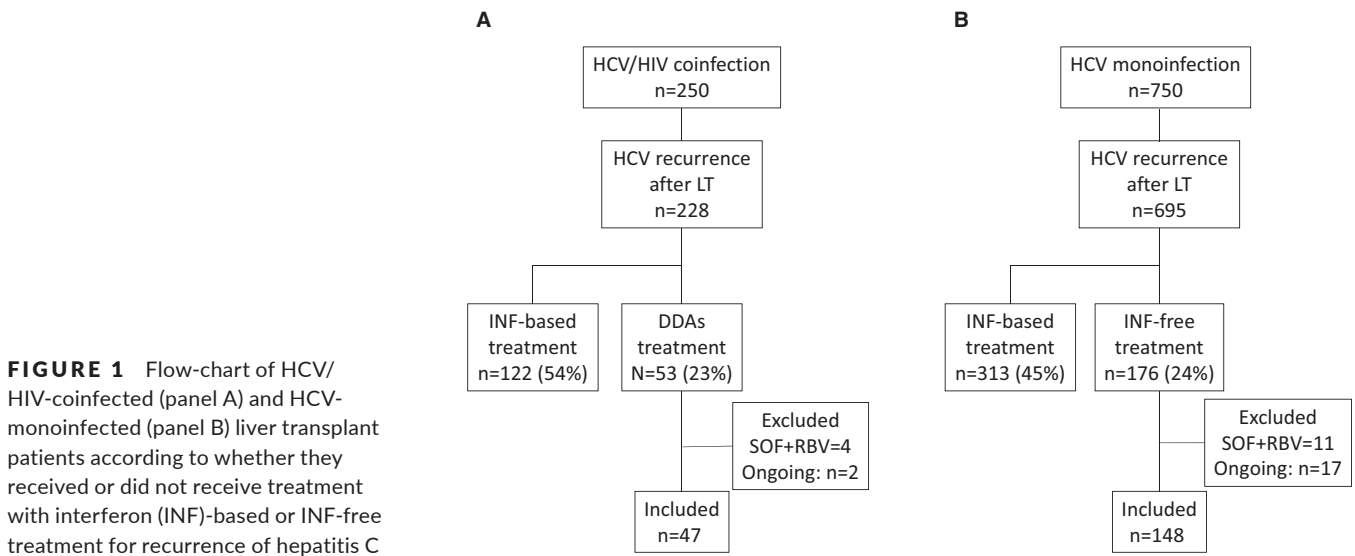 A
HCV/HIV coinfection
n=250
HCV recurrence
after LT
n=228
INF-based
treatment
n=122 (54%)
DDAs
treatment
N=53 (23%)
Excluded
SOF+RBV=4
Ongoing: n=2
Included
n=47
B
HCV monoinfection
n=750
HCV recurrence
after LT
n=695
INF-based
treatment
n=313 (45%)
INF-free
treatment
n=176 (24%)
Excluded
SOF+RBV=11
Ongoing: n=17
Included
n=148
FIGURE 1 Flow-chart of HCV/
HIV-coinfected (panel A) and HCV-
monoinfected (panel B) liver transplant
patients according to whether they
received or did not receive treatment
with interferon (INF)-based or INF-free
treatment for recurrence of hepatitis C